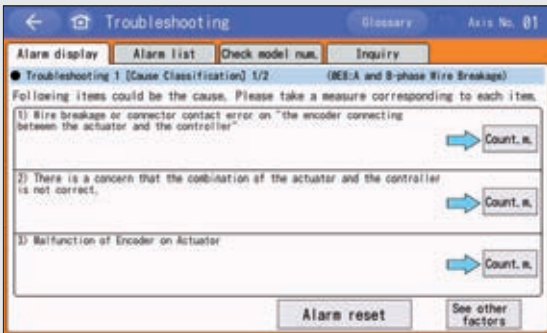 Troubleshooting Glossary Axis No. 01
Alarm display Alarm list Check model num. Inquiry
Troubleshooting 1 [Cause Classification] 1/2 (0E8:A and B-phase Wire Breakage)
Following items could be the cause. Please take a measure corresponding to each item.
1) Wire breakage or connector contact error on "the encoder connecting
between the actuator and the controller"
Count.m.
2) There is a concern that the combination of the actuator and the controller
is not correct.
Count.m.
3) Malfunction of Encoder on Actuator
Count.m.
Alarm reset
See other
factors